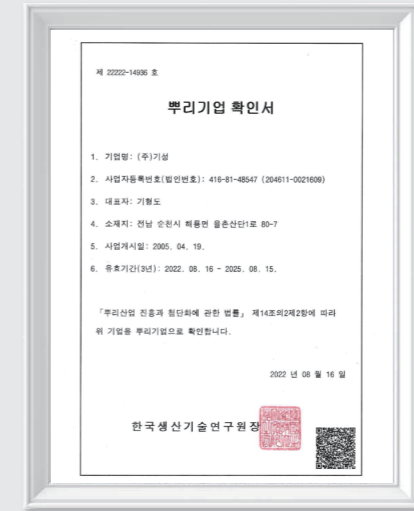 제 22222-14936 호
뿌리기업 확인서
1. 기업명: (주)기성
2. 사업자등록번호(법인번호): 416-81-48547 (204611-0021609)
3. 대표자: 기형도
4. 소재지: 전남 순천시 해룡면 율촌산단1로 80-7
5. 사업개시일: 2005. 04. 19.
6. 유효기간(3년): 2022. 08. 16 - 2025. 08. 15.
「뿌리산업 진흥과 첨단화에 관한 법률」 제14조의2제2항에 따라
위 기업을 뿌리기업으로 확인합니다.
2022 년 08 월 16 일
한국생산기술연구원장